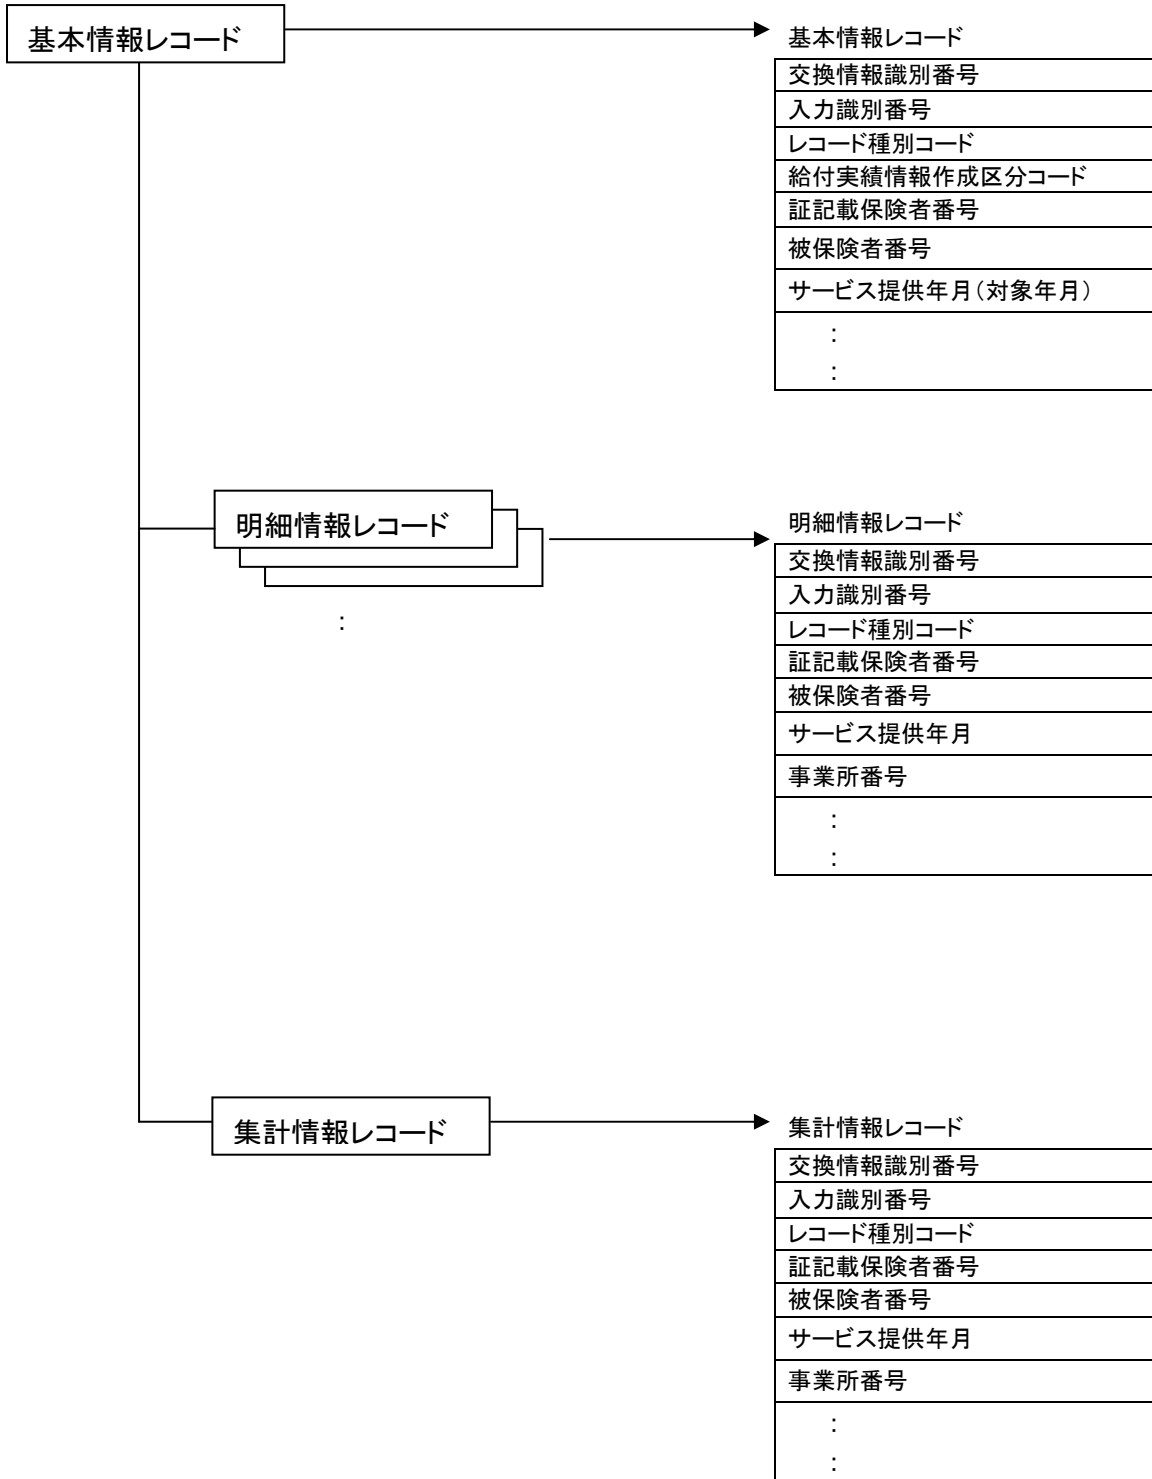 基本情報レコード
基本情報レコード
交換情報識別番号
入力識別番号
レコード種別コード
給付実績情報作成区分コード
証記載保険者番号
被保険者番号
サービス提供年月（対象年月）
：
：
明細情報レコード
：
明細情報レコード
交換情報識別番号
入力識別番号
レコード種別コード
証記載保険者番号
被保険者番号
サービス提供年月
事業所番号
：
：
集計情報レコード
集計情報レコード
交換情報識別番号
入力識別番号
レコード種別コード
証記載保険者番号
被保険者番号
サービス提供年月
事業所番号
：
：